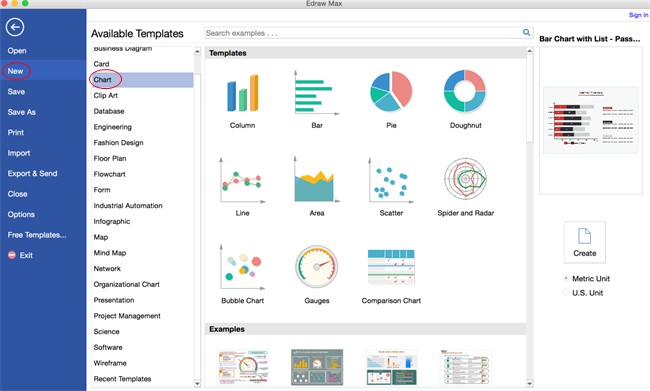 Edraw Max
Sign In
Open
New
Save
Save As
Print
Import
Export & Send
Close
Options
Free Templates...
Exit
Available Templates
Business Diagram
Card
Chart
Clip Art
Database
Engineering
Fashion Design
Floor Plan
Flowchart
Form
Industrial Automation
Infographic
Map
Mind Map
Network
Organizational Chart
Presentation
Project Management
Science
Software
Wireframe
Recent Templates
Search examples . . .
Templates
Column
Bar
Pie
Doughnut
Line
Area
Scatter
Spider and Radar
Bubble Chart
Gauges
Comparison Chart
Examples
Bar Chart with List - Pass...
Create
Metric Unit
U.S. Unit